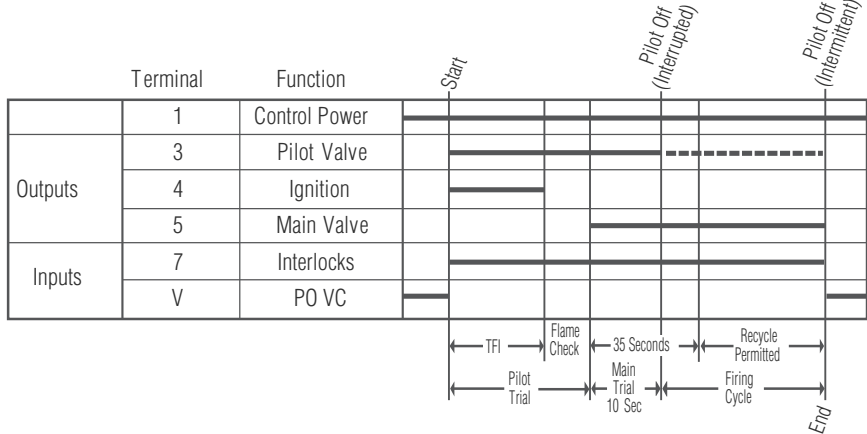 Pilot Off
(Interrupted)
Pilot Off
(Intermittent)
Start
Terminal Function
1 Control Power
Outputs
3 Pilot Valve
4 Ignition
5 Main Valve
Inputs
7 Interlocks
V PO VC
TFI
Flame
Check
35 Seconds
Recycle
Permitted
Pilot
Trial
Main
Trial
10 Sec
Firing
Cycle
End